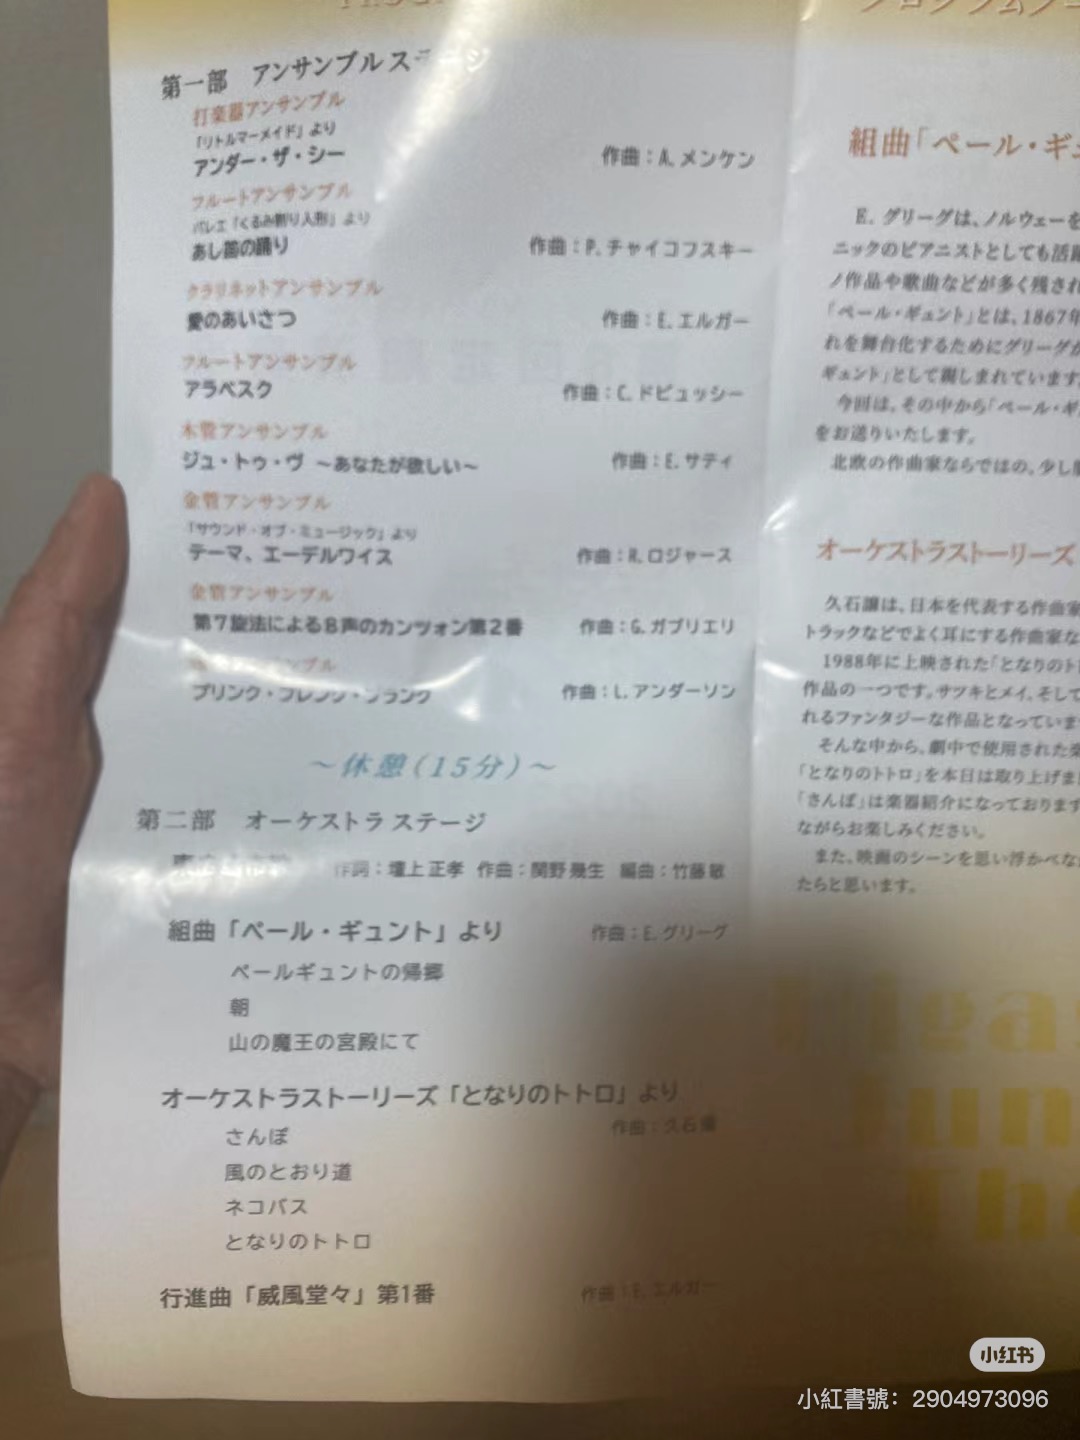 第一部 アンサンブルステージ
打楽器アンサンブル
「リトルマーメイド」より
アンダー・ザ・シー 作曲：A. メンケン
フルートアンサンブル
バレエ「くるみ割り人形」より
あし笛の踊り 作曲：P. チャイコフスキー
クラリネットアンサンブル
愛のあいさつ 作曲：E. エルガー
フルートアンサンブル
アラベスク 作曲：C. ドビュッシー
木管アンサンブル
ジュ・トゥ・ヴ ～あなたが欲しい～ 作曲：E. サティ
金管アンサンブル
「サウンド・オブ・ミュージック」より
テーマ、エーデルワイス 作曲：R. ロジャース
金管アンサンブル
第７旋法による８声のカンツォン第２番 作曲：G. ガブリエリ
アンサンブル
プリンク・プレンク・プランク 作曲：L. アンダーソン
～休憩（15分）～
第二部 オーケストラステージ
作詞：壇上正孝 作曲：関野幾生 編曲：竹藤敏
組曲「ペール・ギュント」より 作曲：E. グリーグ
ペールギュントの帰郷
朝
山の魔王の宮殿にて
オーケストラストーリーズ「となりのトトロ」より
作曲：久石譲
さんぽ
風のとおり道
ネコバス
となりのトトロ
行進曲「威風堂々」第1番 作曲：E. エルガー
プログラムノ
組曲「ペール・ギュ
E. グリーグは、ノルウェーを
ニックのピアニストとしても活躍
ノ作品や歌曲などが多く残され
「ペール・ギュント」とは、1867年
れを舞台化するためにグリーグが
ギュント」として親しまれています。
今回は、その中から「ペール・ギ
をお送りいたします。
北欧の作曲家ならではの、少し
オーケストラストーリーズ
久石譲は、日本を代表する作曲家
トラックなどでよく耳にする作曲家な
1988年に上映された「となりのト
作品の一つです。サツキとメイ、そして
れるファンタジーな作品となっていま
そんな中から、劇中で使用された楽
「となりのトトロ」を本日は取り上げま
「さんぽ」は楽器紹介になっております
ながらお楽しみください。
また、映画のシーンを思い浮かべな
たらと思います。
Higas
The
小红书
小紅書號：2904973096